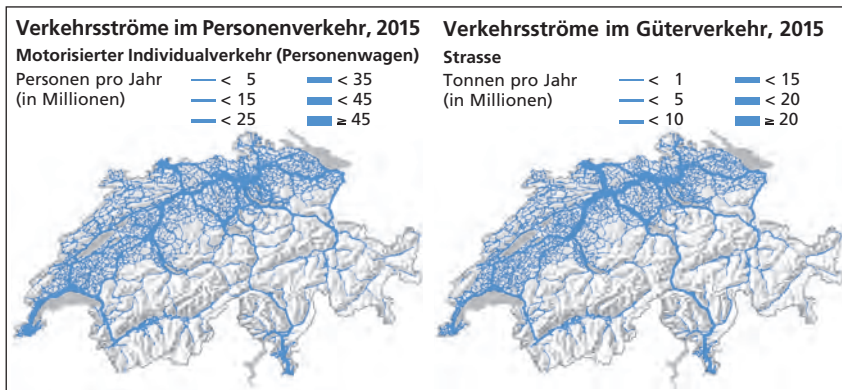 Verkehrsströme im Personenverkehr, 2015
Motorisierter Individualverkehr (Personenwagen)
Personen pro Jahr
(in Millionen)
< 5
< 15
< 25
< 35
< 45
≥ 45
Verkehrsströme im Güterverkehr, 2015
Strasse
Tonnen pro Jahr
(in Millionen)
< 1
< 5
< 10
< 15
< 20
≥ 20